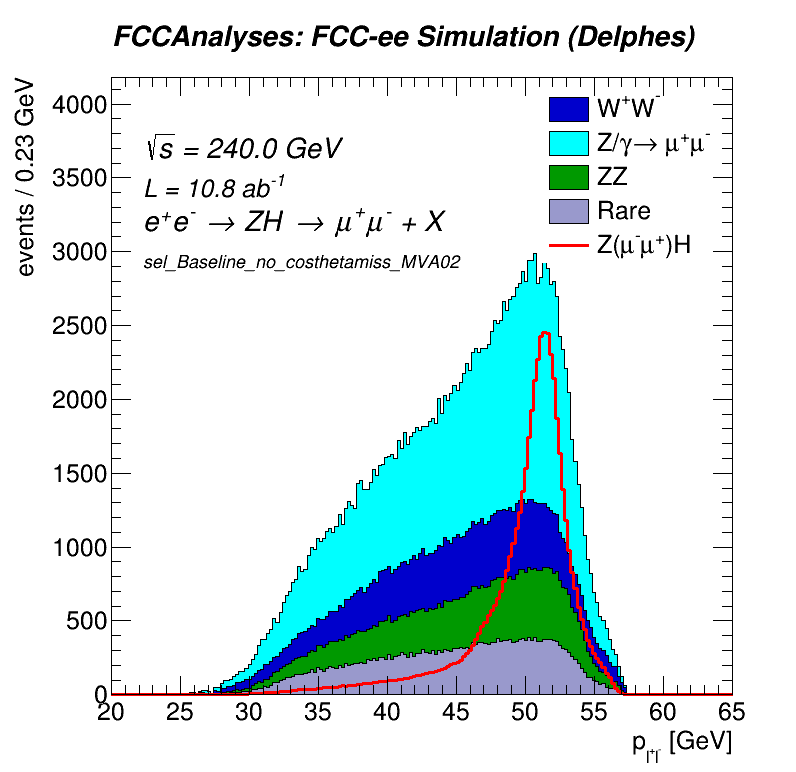 FCCAnalyses: FCC-ee Simulation (Delphes)
events / 0.23 GeV
4000
3500
3000
2500
2000
1500
1000
500
0
√s = 240.0 GeV
L = 10.8 ab⁻¹
e⁺e⁻ → ZH → μ⁺μ⁻ + X
sel_Baseline_no_costhetamiss_MVA02
W⁺W⁻
Z/γ→ μ⁺μ⁻
ZZ
Rare
Z(μ⁻μ⁺)H
20 25 30 35 40 45 50 55 60 65
p_l⁺l⁻ [GeV]